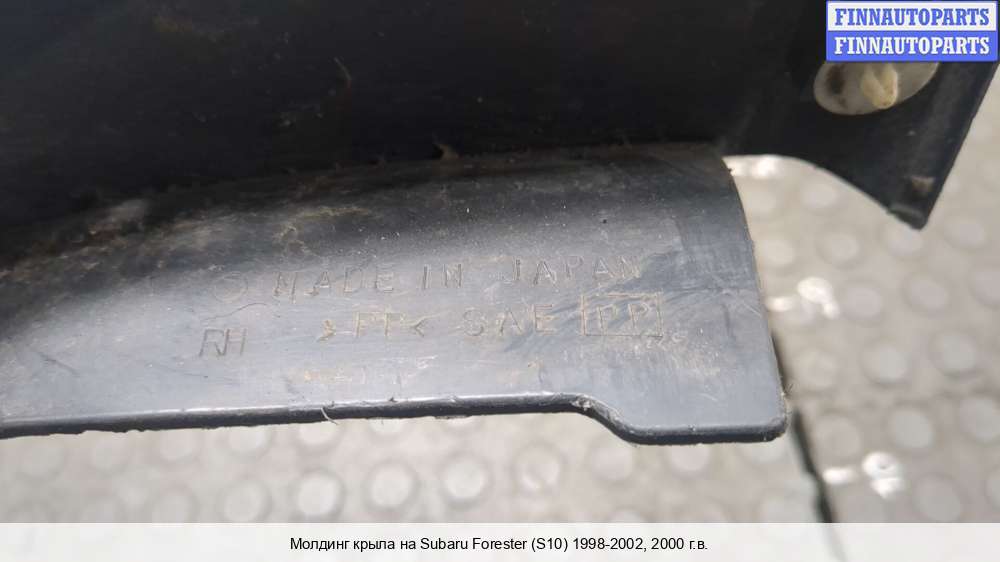 FINNAUTOPARTS
FINNAUTOPARTS
MADE IN JAPAN
RH >PP< SAE PP
Молдинг крыла на Subaru Forester (S10) 1998-2002, 2000 г.в.